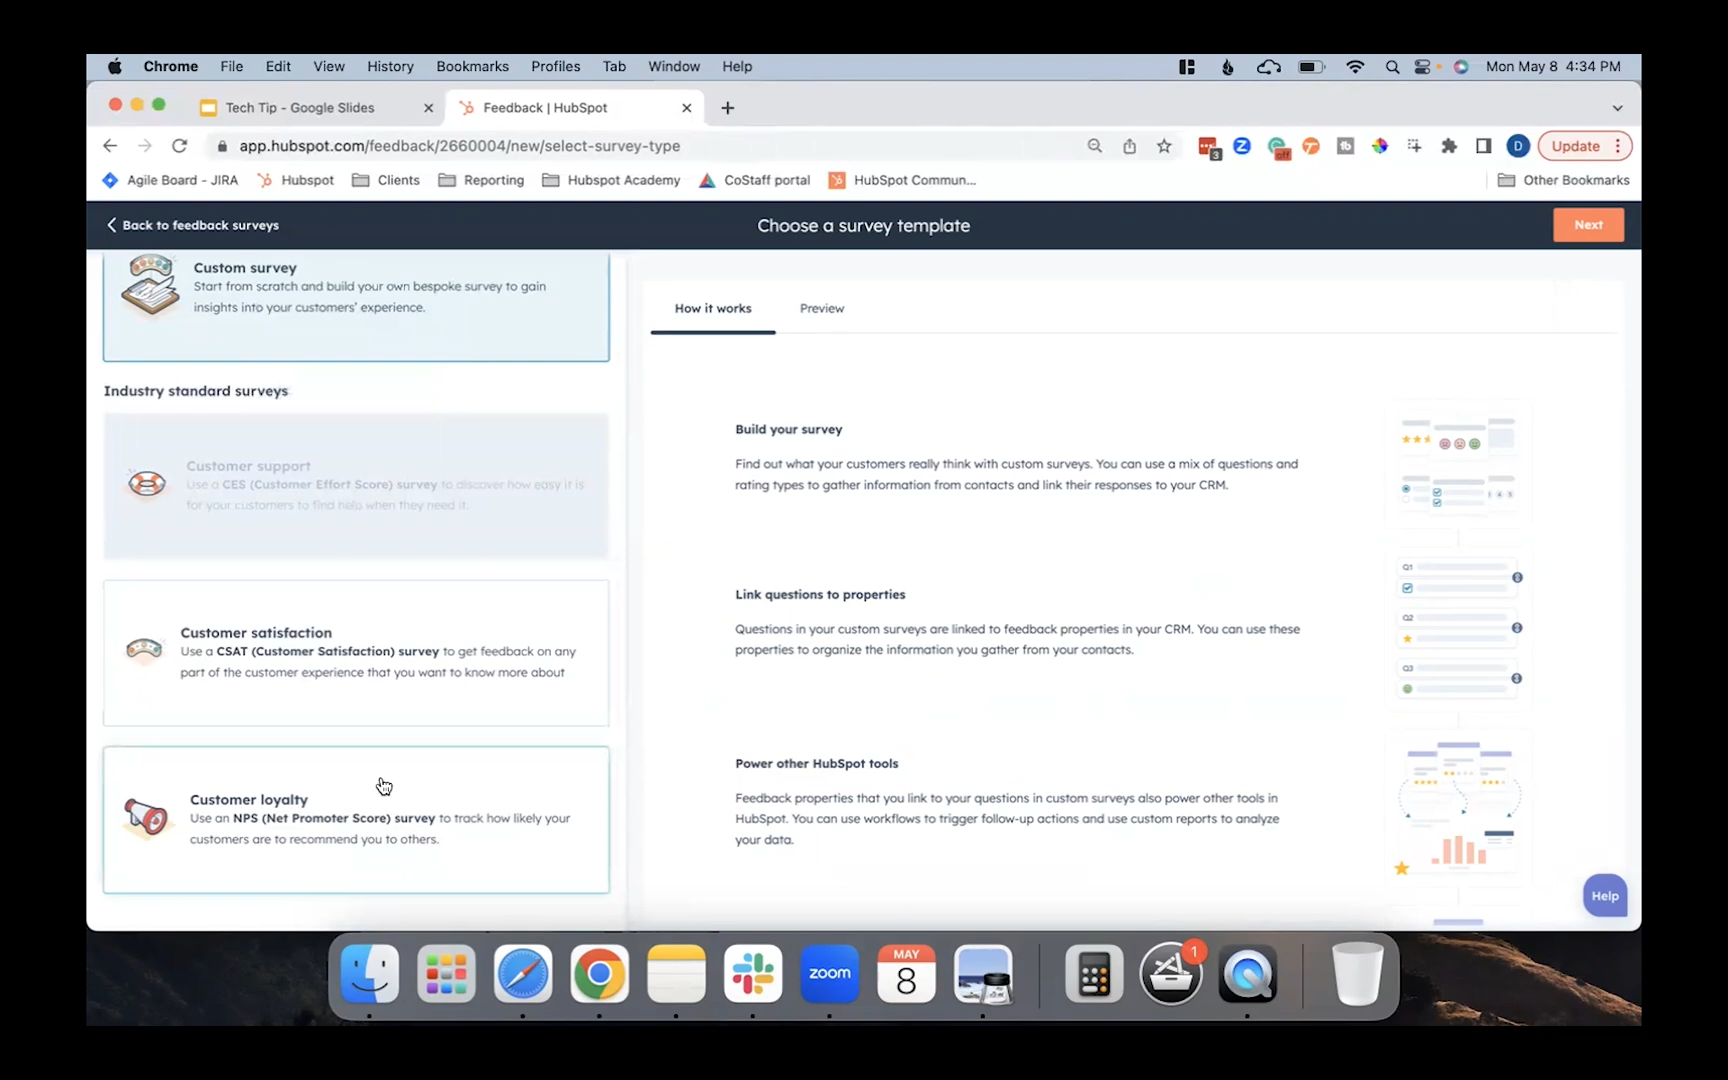 Chrome File Edit View History Bookmarks Profiles Tab Window Help Mon May 8 4:34 PM
Tech Tip - Google Slides Feedback | HubSpot
app.hubspot.com/feedback/2660004/new/select-survey-type 3 off D Update
Agile Board - JIRA Hubspot Clients Reporting Hubspot Academy CoStaff portal HubSpot Commun... Other Bookmarks
Back to feedback surveys Choose a survey template Next
Custom survey
Start from scratch and build your own bespoke survey to gain
insights into your customers' experience.
Industry standard surveys
Customer support
Use a CES (Customer Effort Score) survey to discover how easy it is
for your customers to find help when they need it.
Customer satisfaction
Use a CSAT (Customer Satisfaction) survey to get feedback on any
part of the customer experience that you want to know more about
Customer loyalty
Use an NPS (Net Promoter Score) survey to track how likely your
customers are to recommend you to others.
How it works Preview
Build your survey
Find out what your customers really think with custom surveys. You can use a mix of questions and
rating types to gather information from contacts and link their responses to your CRM.
Link questions to properties
Questions in your custom surveys are linked to feedback properties in your CRM. You can use these
properties to organize the information you gather from your contacts.
Q1
Q2
Q3
Power other HubSpot tools
Feedback properties that you link to your questions in custom surveys also power other tools in
HubSpot. You can use workflows to trigger follow-up actions and use custom reports to analyze
your data.
Help
zoom MAY 8 1